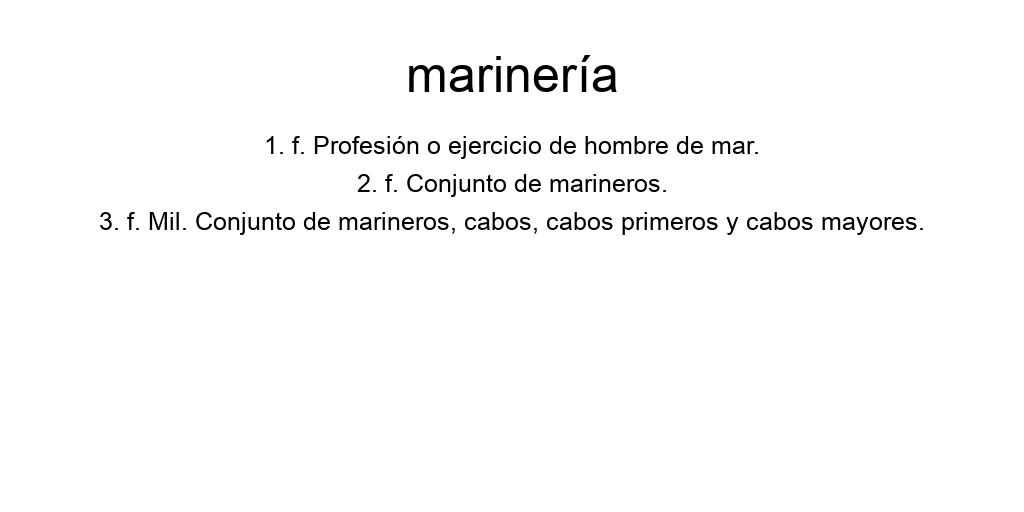 marinería
1. f. Profesión o ejercicio de hombre de mar.
2. f. Conjunto de marineros.
3. f. Mil. Conjunto de marineros, cabos, cabos primeros y cabos mayores.